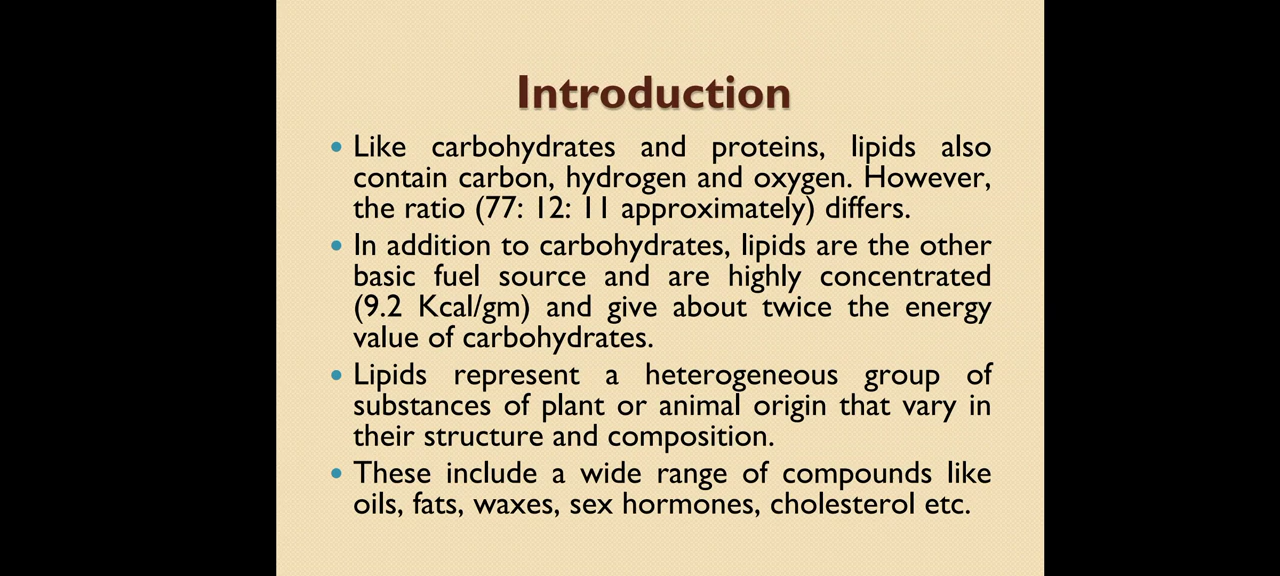 Introduction
• Like carbohydrates and proteins, lipids also
contain carbon, hydrogen and oxygen. However,
the ratio (77: 12: 11 approximately) differs.
• In addition to carbohydrates, lipids are the other
basic fuel source and are highly concentrated
(9.2 Kcal/gm) and give about twice the energy
value of carbohydrates.
• Lipids represent a heterogeneous group of
substances of plant or animal origin that vary in
their structure and composition.
• These include a wide range of compounds like
oils, fats, waxes, sex hormones, cholesterol etc.